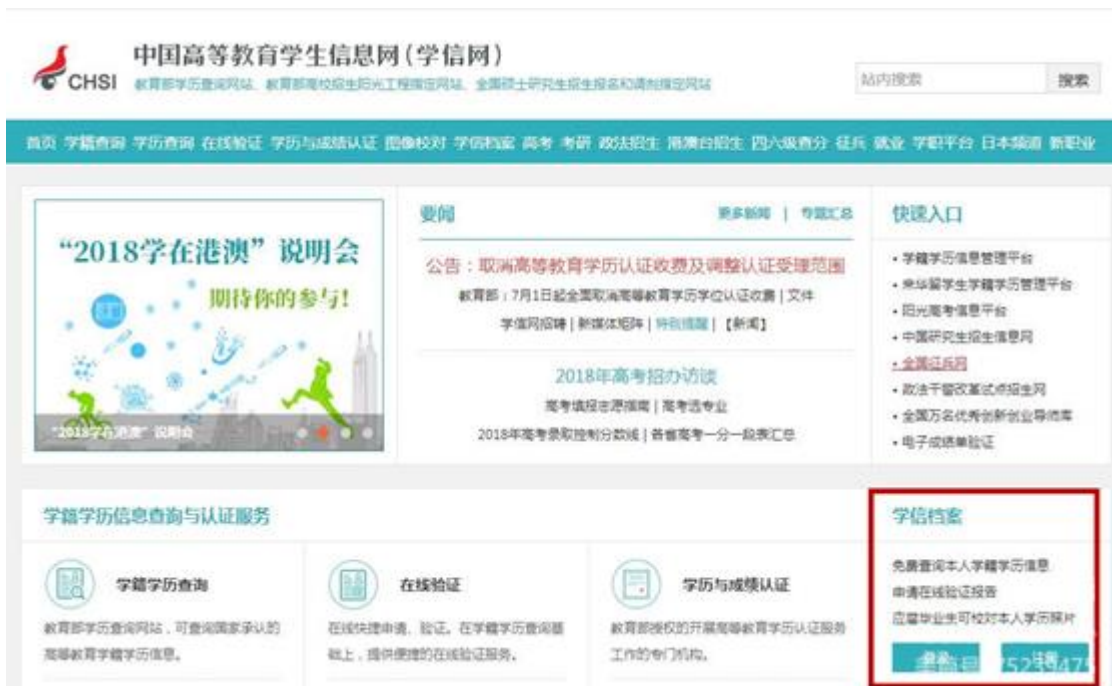 中国高等教育学生信息网(学信网)
CHSI
教育部学历查询网站、教育部高校招生阳光工程指定网站、全国硕士研究生招生报名和调剂指定网站
站内搜索
搜索
首页 学籍查询 学历查询 在线验证 学历与成绩认证 图像校对 学信档案 高考 考研 政法招生 港澳台招生 四六级查分 征兵 就业 学职平台 日本频道 新职业
“2018学在港澳”说明会
期待你的参与!
“2018学在港澳”说明会
要闻
更多新闻 | 专题汇总
公告:取消高等教育学历认证收费及调整认证受理范围
教育部:7月1日起全国取消高等教育学历学位认证收费 | 文件
学信网招聘 | 新媒体矩阵 | 特别提醒 | 【新闻】
2018年高考招办访谈
高考填报志愿指南 | 高考选专业
2018年高考录取控制分数线 | 各省高考一分一段表汇总
快速入口
• 学籍学历信息管理平台
• 来华留学生学籍学历管理平台
• 阳光高考信息平台
• 中国研究生招生信息网
• 全国征兵网
• 政法干警改革试点招生网
• 全国万名优秀创新创业导师库
• 电子成绩单验证
学籍学历信息查询与认证服务
学籍学历查询
教育部学历查询网站,可查询国家承认的
高等教育学籍学历信息。
在线验证
在线快捷申请、验证。在学籍学历查询基
础上,提供便捷的在线验证服务。
学历与成绩认证
教育部授权的开展高等教育学历认证服务
工作的专门机构。
学信档案
免费查询本人学籍学历信息
申请在线验证报告
应届毕业生可校对本人学历照片
登录
注册